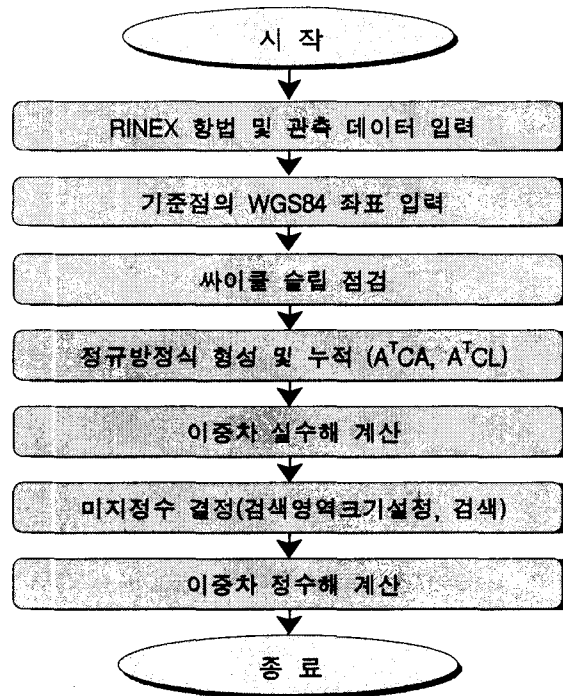 시 작
RINEX 항법 및 관측 데이터 입력
기준점의 WGS84 좌표 입력
싸이클 슬립 점검
정규방정식 형성 및 누적 (AᵀCA, AᵀCL)
이중차 실수해 계산
미지정수 결정(검색영역크기설정, 검색)
이중차 정수해 계산
종 료